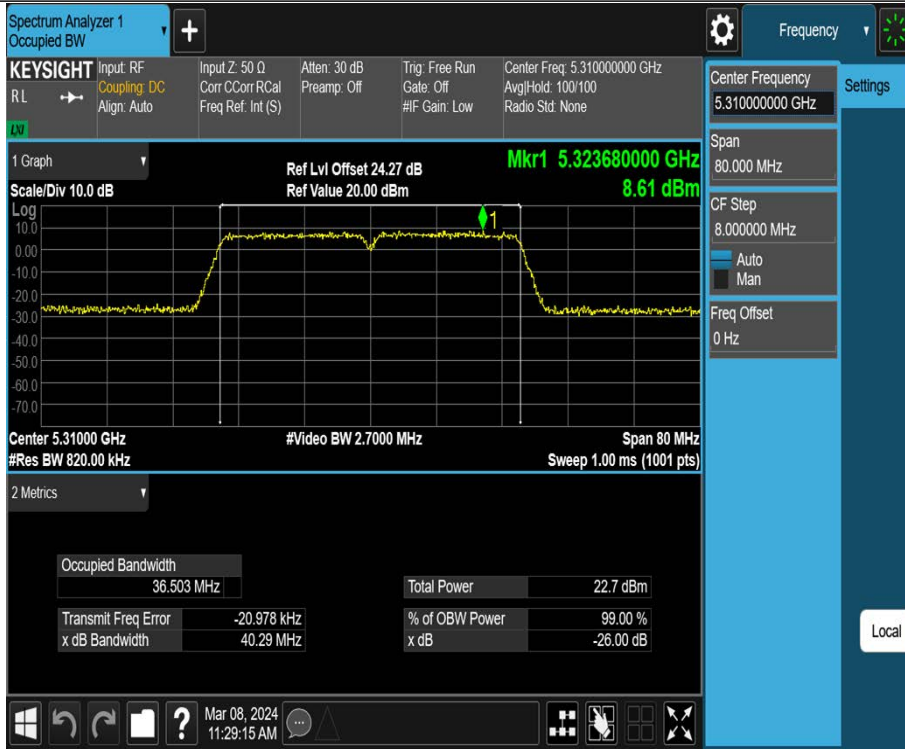 Spectrum Analyzer 1
Occupied BW
+
Frequency
KEYSIGHT
R L
LXI
Input: RF
Coupling: DC
Align: Auto
Input Z: 50 Ω
Corr CCorr RCal
Freq Ref: Int (S)
Atten: 30 dB
Preamp: Off
Trig: Free Run
Gate: Off
#IF Gain: Low
Center Freq: 5.310000000 GHz
Avg|Hold: 100/100
Radio Std: None
Center Frequency
5.310000000 GHz
Settings
Span
80.000 MHz
CF Step
8.000000 MHz
Auto
Man
Freq Offset
0 Hz
Local
1 Graph
Scale/Div 10.0 dB
Ref Lvl Offset 24.27 dB
Ref Value 20.00 dBm
Mkr1 5.323680000 GHz
8.61 dBm
Log
10.0
0.00
-10.0
-20.0
-30.0
-40.0
-50.0
-60.0
-70.0
1
Center 5.31000 GHz
#Video BW 2.7000 MHz
Span 80 MHz
#Res BW 820.00 kHz
Sweep 1.00 ms (1001 pts)
2 Metrics
Occupied Bandwidth
36.503 MHz
Total Power 22.7 dBm
Transmit Freq Error -20.978 kHz
% of OBW Power 99.00 %
x dB Bandwidth 40.29 MHz
x dB -26.00 dB
?
Mar 08, 2024
11:29:15 AM